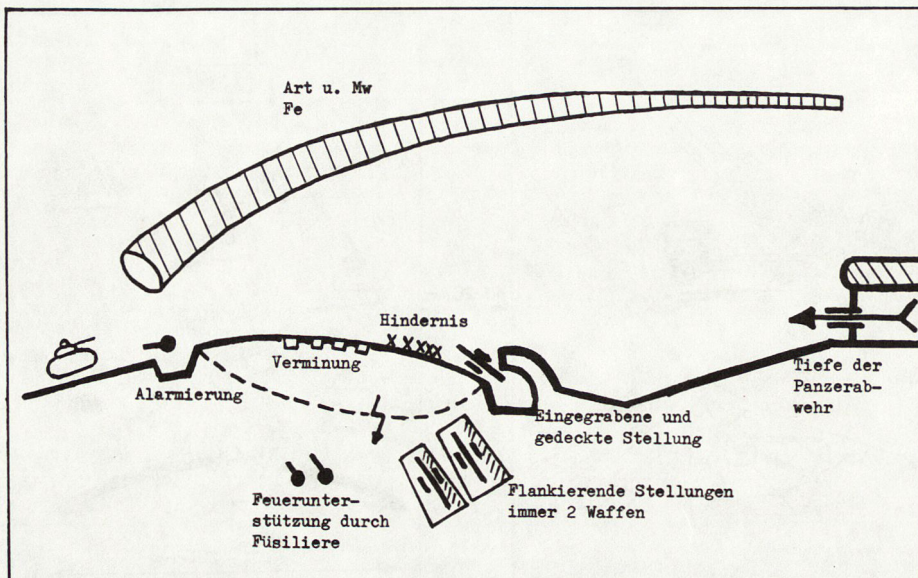 Art u. Mw
Fe
Hindernis
Verminung
Alarmierung
Tiefe der
Panzerab-
wehr
Eingegrabene und
gedeckte Stellung
Flankierende Stellungen
immer 2 Waffen
Feuerunter-
stützung durch
Füsiliere